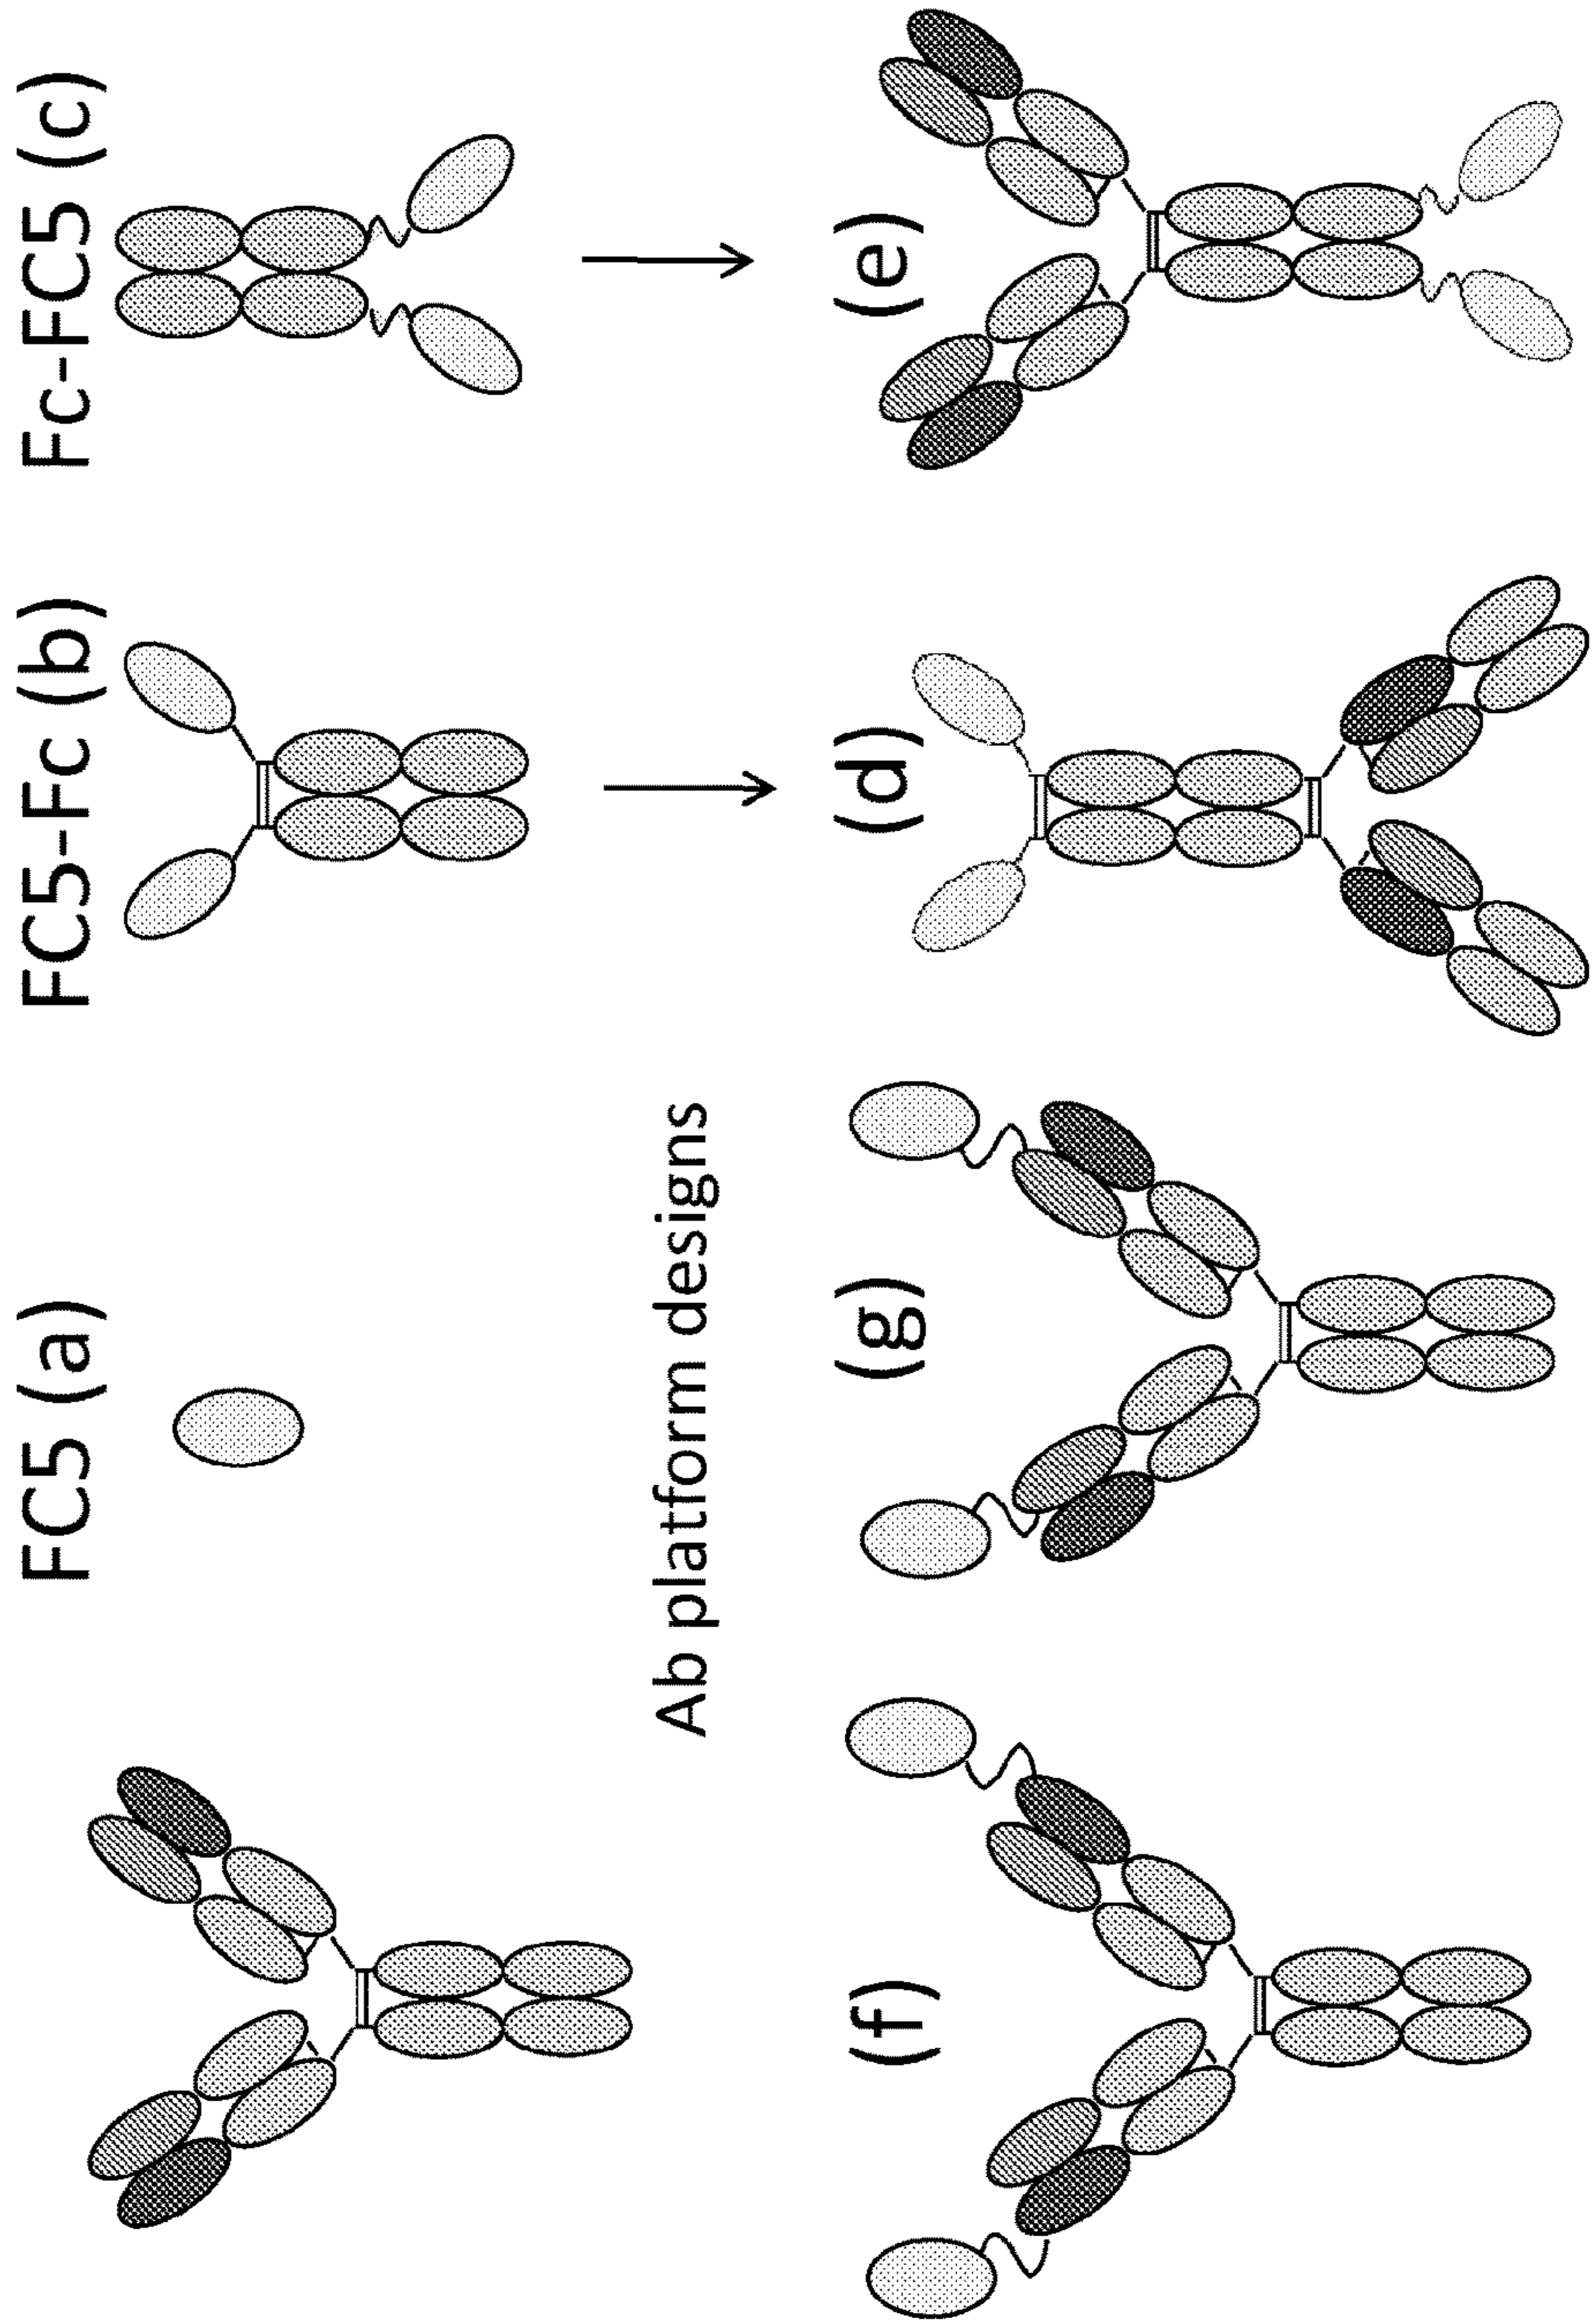 FC5 (a)
FC5-Fc (b)
Fc-FC5 (c)
Ab platform designs
(f)
(g)
(d)
(e)